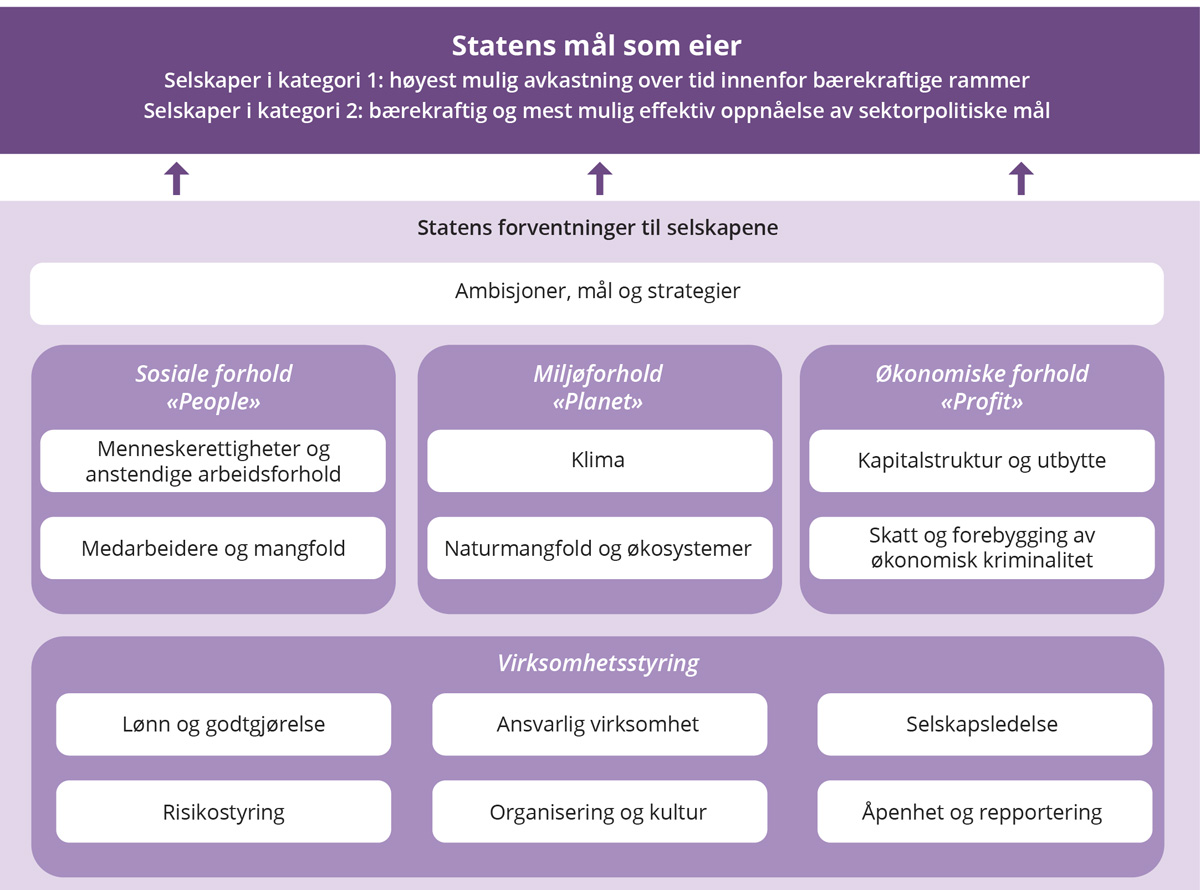 Statens mål som eier
Selskaper i kategori 1: høyest mulig avkastning over tid innenfor bærekraftige rammer
Selskaper i kategori 2: bærekraftig og mest mulig effektiv oppnåelse av sektorpolitiske mål
Statens forventninger til selskapene
Ambisjoner, mål og strategier
Sosiale forhold
«People»
Menneskerettigheter og
anstendige arbeidsforhold
Medarbeidere og mangfold
Miljøforhold
«Planet»
Klima
Naturmangfold og økosystemer
Økonomiske forhold
«Profit»
Kapitalstruktur og utbytte
Skatt og forebygging av
økonomisk kriminalitet
Virksomhetsstyring
Lønn og godtgjørelse
Ansvarlig virksomhet
Selskapsledelse
Risikostyring
Organisering og kultur
Åpenhet og repportering